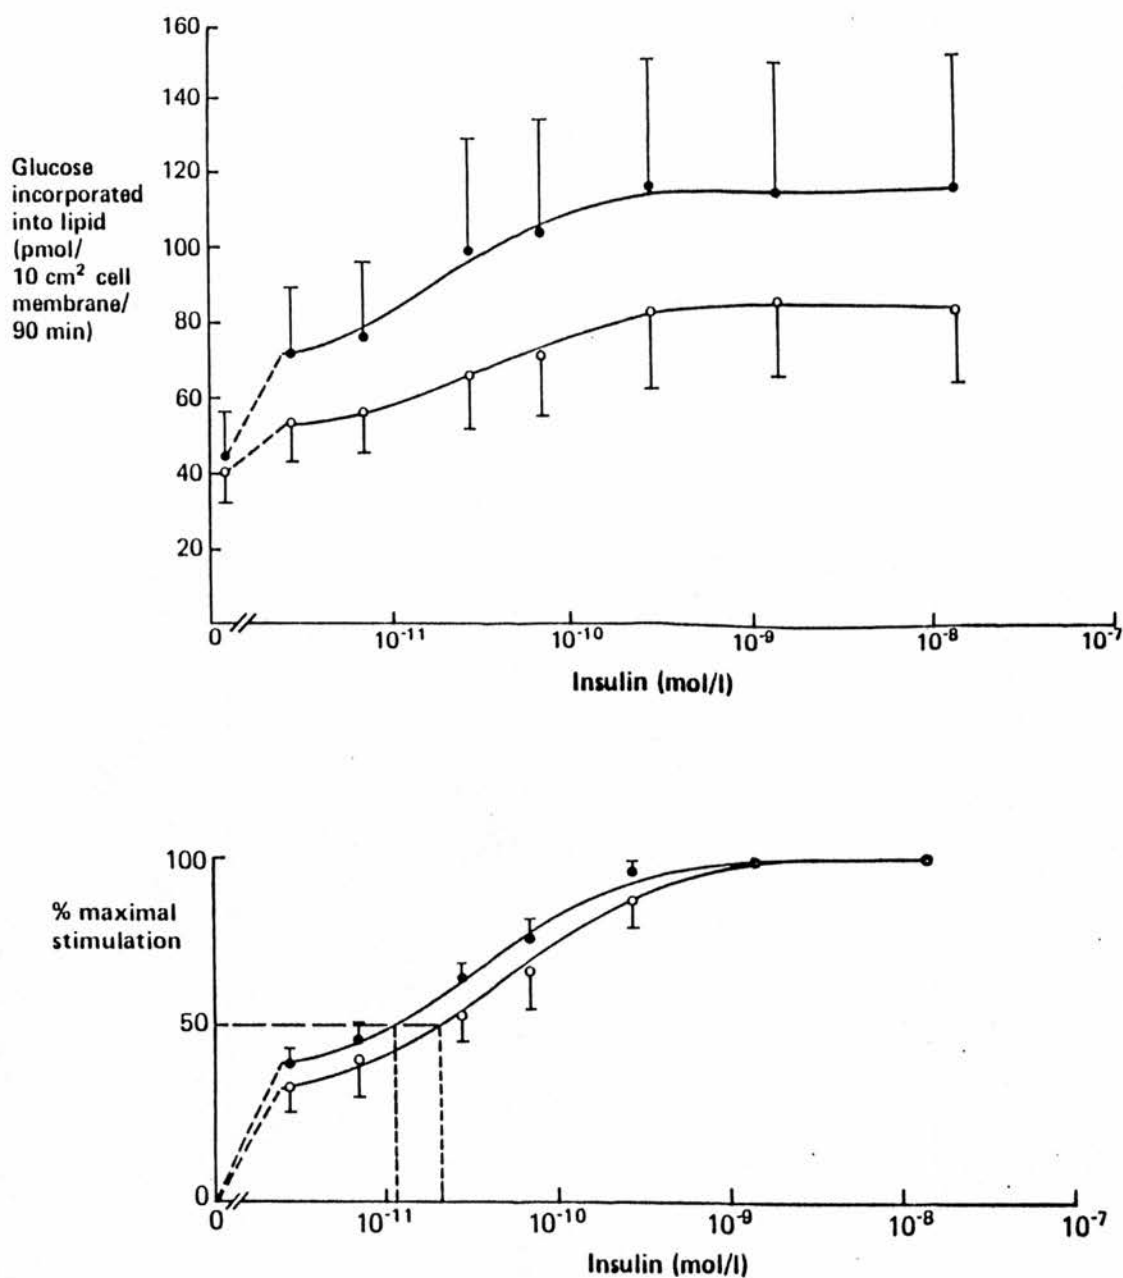 160
140
120
100
80
60
40
20
Glucose
incorporated
into lipid
(pmol/
10 cm² cell
membrane/
90 min)
0 10⁻¹¹ 10⁻¹⁰ 10⁻⁹ 10⁻⁸ 10⁻⁷
Insulin (mol/l)
100
% maximal
stimulation
50
0
0 10⁻¹¹ 10⁻¹⁰ 10⁻⁹ 10⁻⁸ 10⁻⁷
Insulin (mol/l)